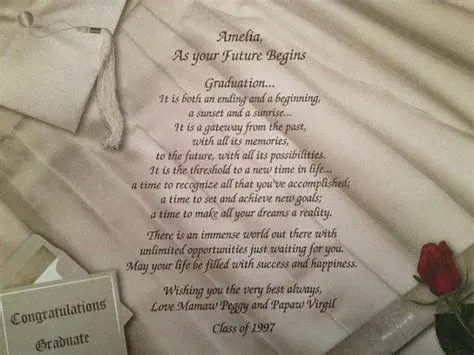 Amelia,
As your Future Begins
Graduation...
It is both an ending and a beginning,
a sunset and a sunrise...
It is a gateway from the past,
with all its memories,
to the future, with all its possibilities.
It is the threshold to a new time in life...
a time to recognize all that you've accomplished;
a time to set and achieve new goals;
a time to make all your dreams a reality.
There is an immense world out there with
unlimited opportunities just waiting for you.
May your life be filled with success and happiness.
Wishing you the very best always,
Love Mamaw Peggy and Papaw Virgil
Class of 1997
Congratulations
Graduate